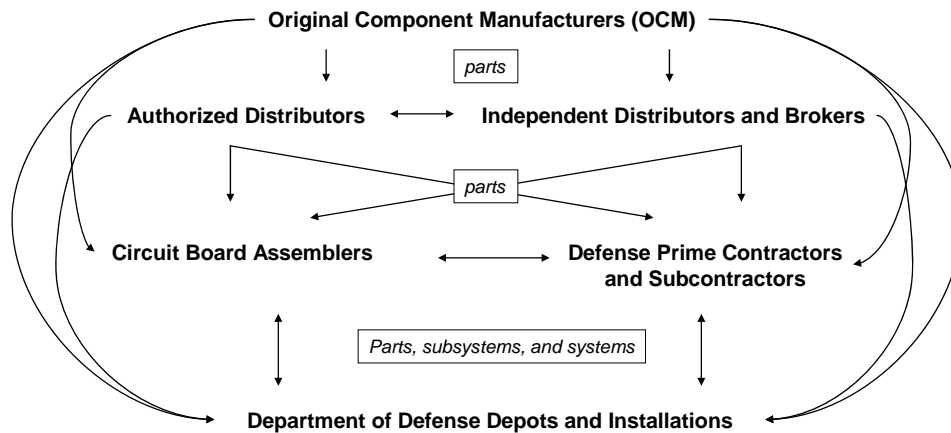 Original Component Manufacturers (OCM)
parts
Authorized Distributors
Independent Distributors and Brokers
parts
Circuit Board Assemblers
Defense Prime Contractors
and Subcontractors
Parts, subsystems, and systems
Department of Defense Depots and Installations